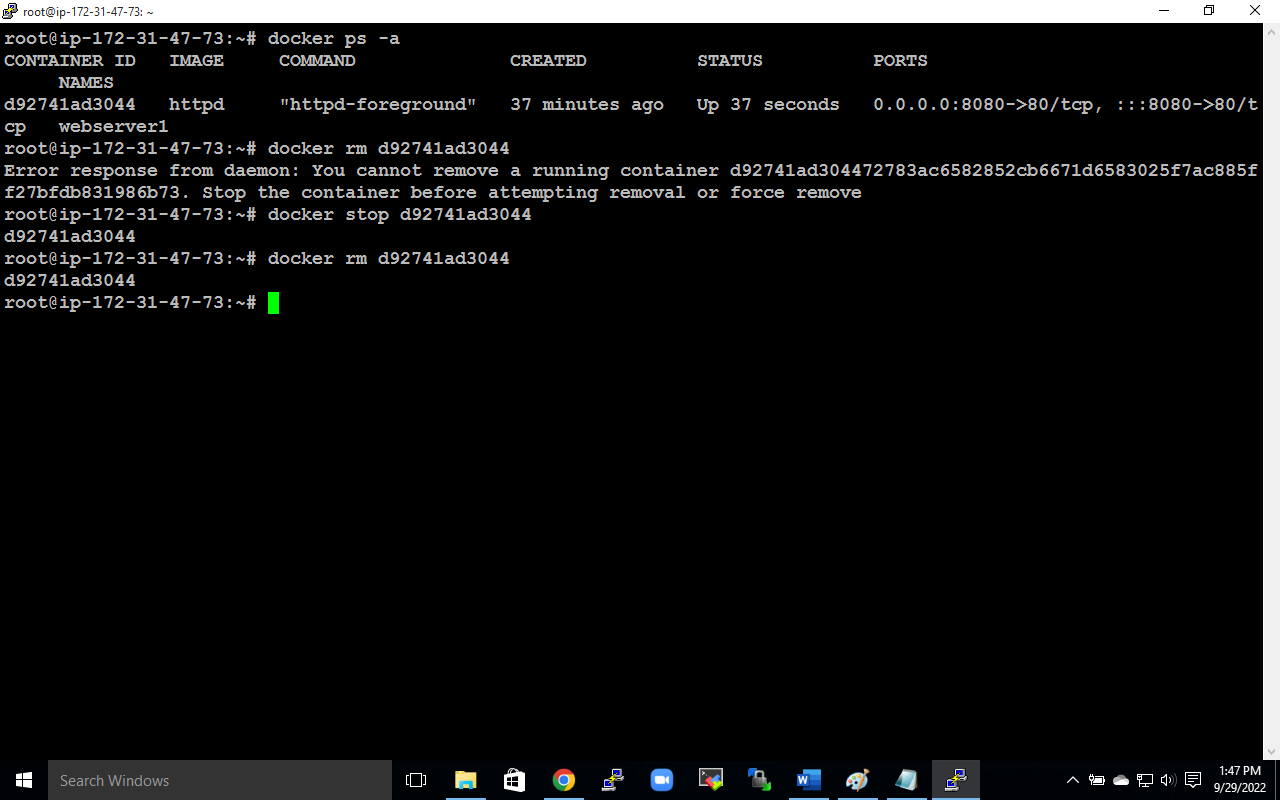 root@ip-172-31-47-73: ~
root@ip-172-31-47-73:~# docker ps -a
CONTAINER ID   IMAGE     COMMAND              CREATED          STATUS          PORTS
     NAMES
d92741ad3044   httpd     "httpd-foreground"   37 minutes ago   Up 37 seconds   0.0.0.0:8080->80/tcp, :::8080->80/t
cp   webserver1
root@ip-172-31-47-73:~# docker rm d92741ad3044
Error response from daemon: You cannot remove a running container d92741ad304472783ac6582852cb6671d6583025f7ac885f
f27bfdb831986b73. Stop the container before attempting removal or force remove
root@ip-172-31-47-73:~# docker stop d92741ad3044
d92741ad3044
root@ip-172-31-47-73:~# docker rm d92741ad3044
d92741ad3044
root@ip-172-31-47-73:~#
Search Windows
1:47 PM
9/29/2022